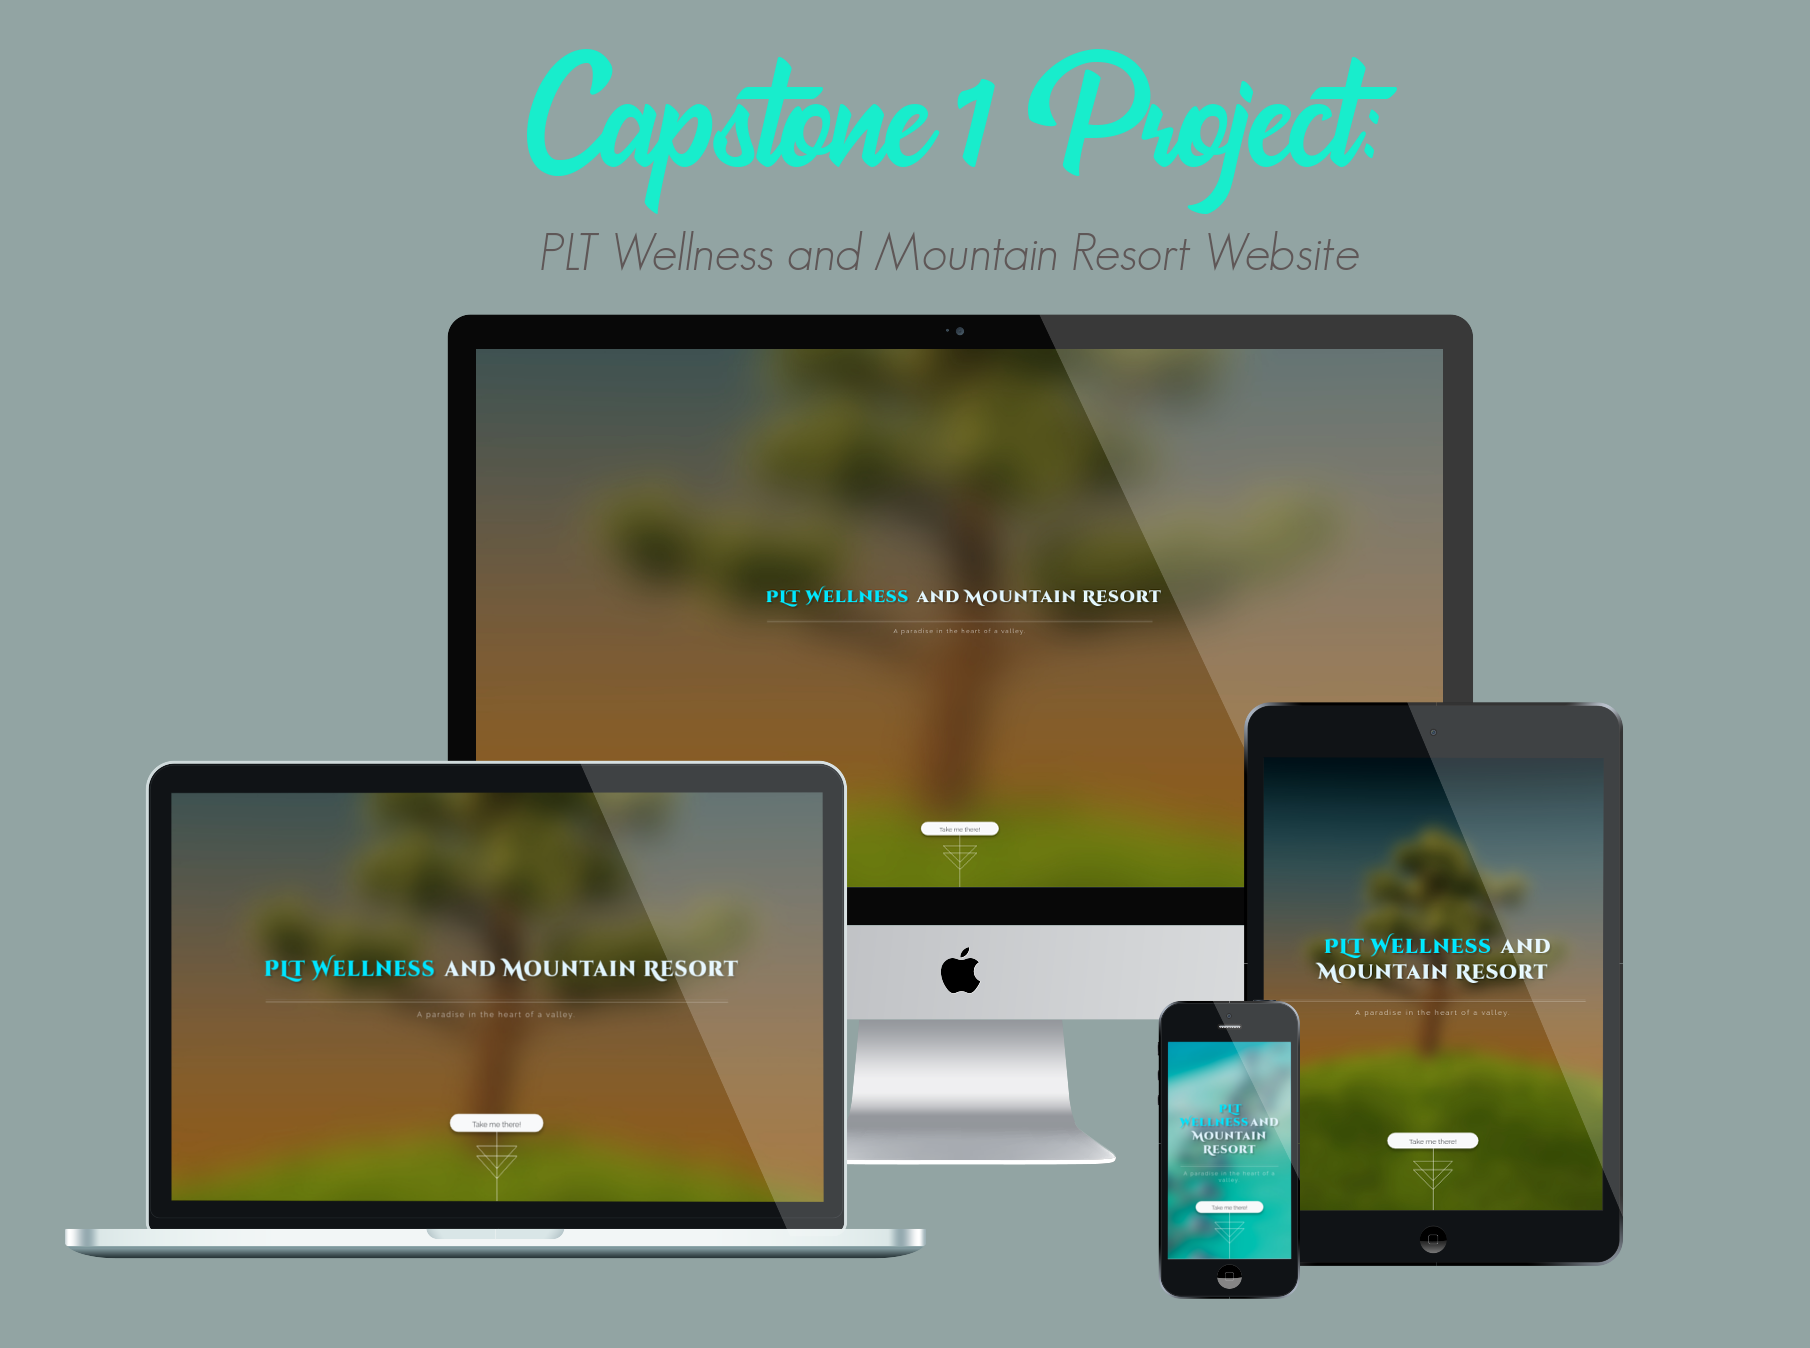 Capstone 1 Project:
PLT Wellness and Mountain Resort Website
PLT Wellness and Mountain Resort
A paradise in the heart of a valley.
Take me there!
PLT Wellness and Mountain Resort
A paradise in the heart of a valley.
Take me there!
PLT Wellness and
Mountain Resort
A paradise in the heart of a valley.
Take me there!
PLT
Wellness and
Mountain
Resort
A paradise in the heart of a
valley.
Take me there!